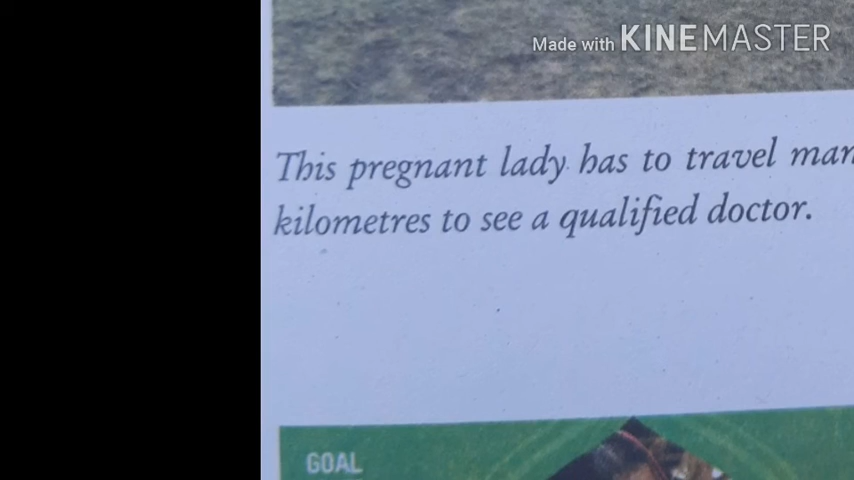 Made with KINEMASTER
This pregnant lady has to travel
kilometres to see a qualified doctor.
GOAL